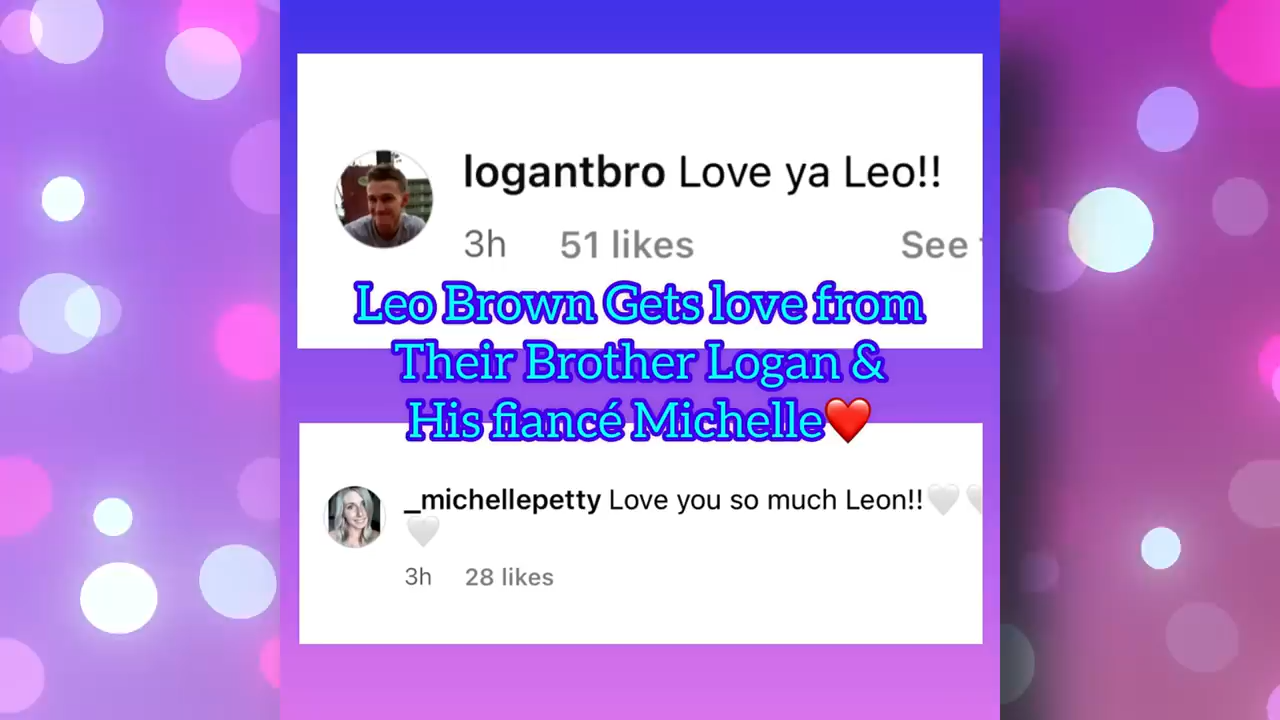 logantbro Love ya Leo!!
3h 51 likes See
Leo Brown Gets love from
Their Brother Logan &
His fiancé Michelle❤️
_michellepetty Love you so much Leon!!🤍🤍
🤍
3h 28 likes